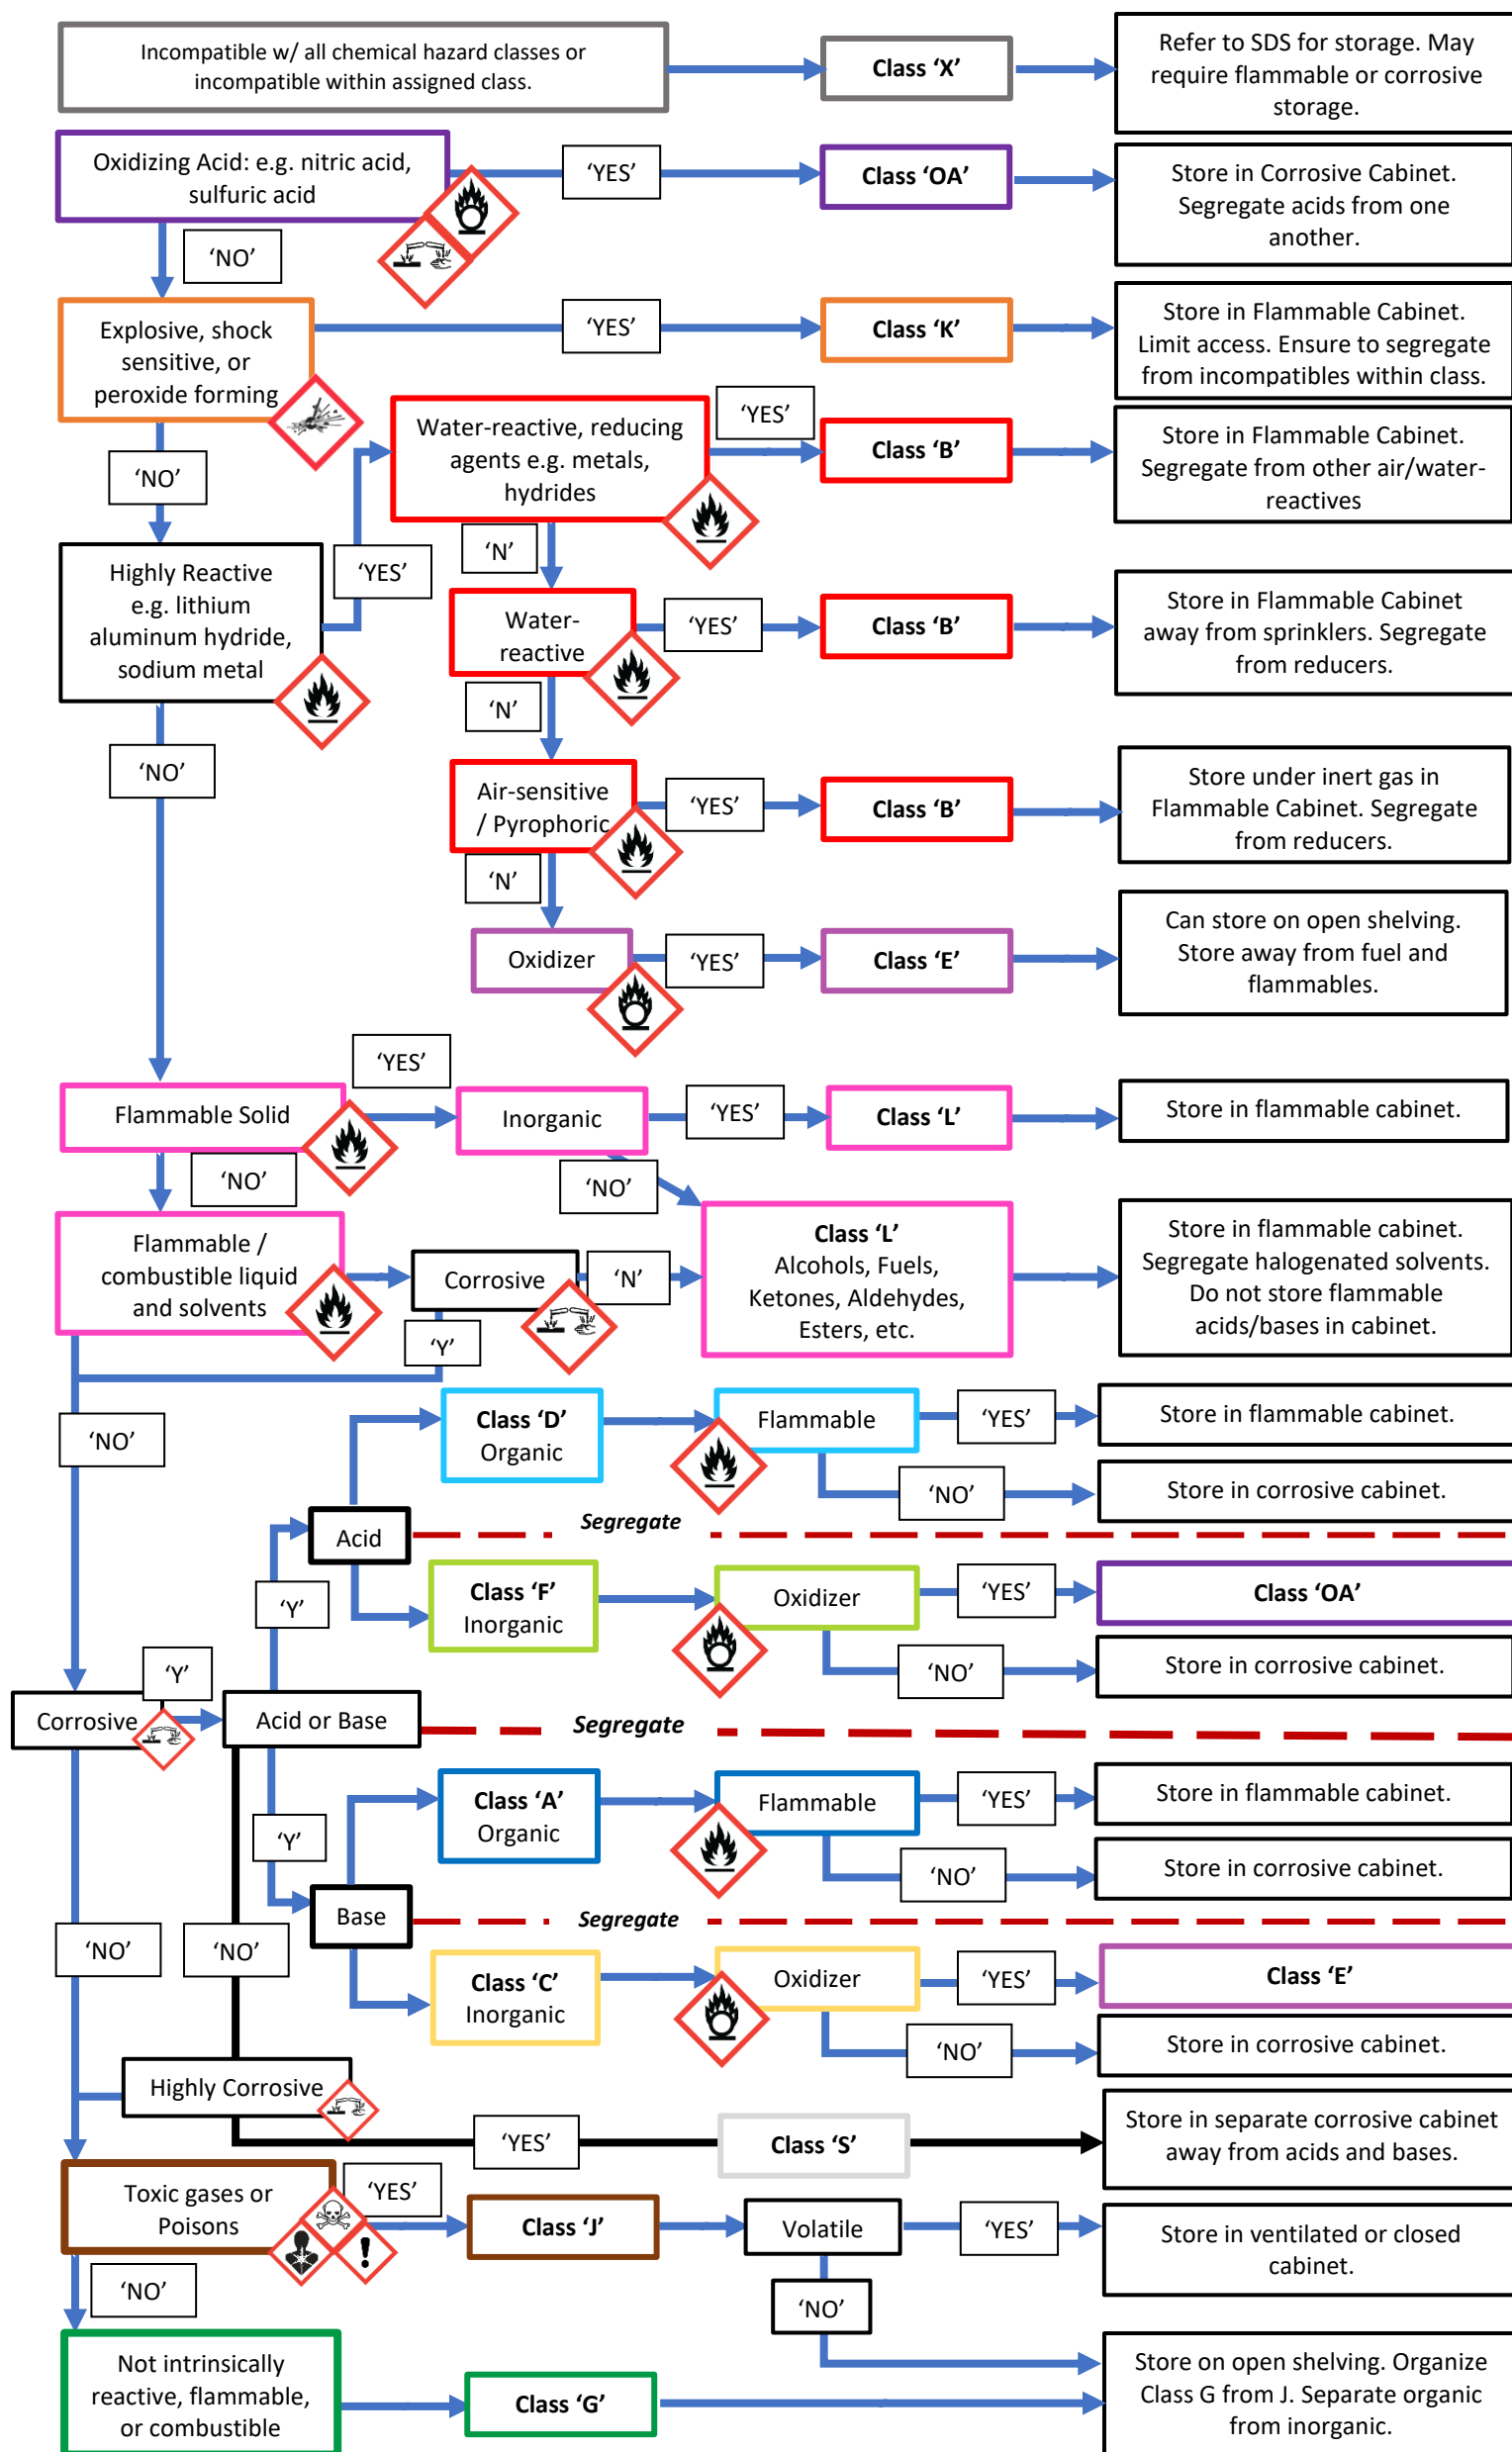 Incompatible w/ all chemical hazard classes or
incompatible within assigned class.
Class ‘X’
Refer to SDS for storage. May
require flammable or corrosive
storage.
Oxidizing Acid: e.g. nitric acid,
sulfuric acid
‘YES’
Class ‘OA’
Store in Corrosive Cabinet.
Segregate acids from one
another.
‘NO’
Explosive, shock
sensitive, or
peroxide forming
‘YES’
Class ‘K’
Store in Flammable Cabinet.
Limit access. Ensure to segregate
from incompatibles within class.
‘NO’
Water-reactive, reducing
agents e.g. metals,
hydrides
‘YES’
Class ‘B’
Store in Flammable Cabinet.
Segregate from other air/water-
reactives
Highly Reactive
e.g. lithium
aluminum hydride,
sodium metal
‘YES’
‘N’
Water-
reactive
‘YES’
Class ‘B’
Store in Flammable Cabinet
away from sprinklers. Segregate
from reducers.
‘N’
‘NO’
Air-sensitive
/ Pyrophoric
‘YES’
Class ‘B’
Store under inert gas in
Flammable Cabinet. Segregate
from reducers.
‘N’
Oxidizer
‘YES’
Class ‘E’
Can store on open shelving.
Store away from fuel and
flammables.
Flammable Solid
‘YES’
Inorganic
‘YES’
Class ‘L’
Store in flammable cabinet.
‘NO’
‘NO’
Flammable /
combustible liquid
and solvents
Corrosive
‘N’
Class ‘L’
Alcohols, Fuels,
Ketones, Aldehydes,
Esters, etc.
Store in flammable cabinet.
Segregate halogenated solvents.
Do not store flammable
acids/bases in cabinet.
‘Y’
‘NO’
Class ‘D’
Organic
Flammable
‘YES’
Store in flammable cabinet.
‘NO’
Store in corrosive cabinet.
Acid
Segregate
Class ‘F’
Inorganic
Oxidizer
‘YES’
Class ‘OA’
‘Y’
‘NO’
Store in corrosive cabinet.
Corrosive
‘Y’
Acid or Base
Segregate
Class ‘A’
Organic
Flammable
‘YES’
Store in flammable cabinet.
‘Y’
‘NO’
Store in corrosive cabinet.
Base
Segregate
‘NO’
‘NO’
Class ‘C’
Inorganic
Oxidizer
‘YES’
Class ‘E’
‘NO’
Store in corrosive cabinet.
Highly Corrosive
‘YES’
Class ‘S’
Store in separate corrosive cabinet
away from acids and bases.
Toxic gases or
Poisons
‘YES’
Class ‘J’
Volatile
‘YES’
Store in ventilated or closed
cabinet.
‘NO’
‘NO’
Not intrinsically
reactive, flammable,
or combustible
Class ‘G’
Store on open shelving. Organize
Class G from J. Separate organic
from inorganic.